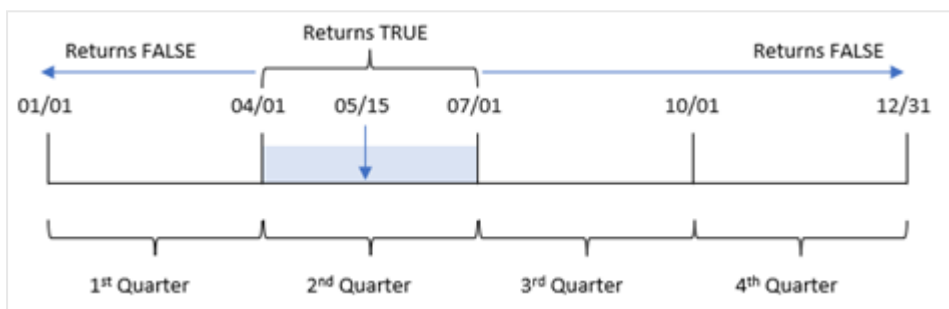 Returns TRUE
Returns FALSE
Returns FALSE
01/01
04/01
05/15
07/01
10/01
12/31
1st Quarter
2nd Quarter
3rd Quarter
4th Quarter